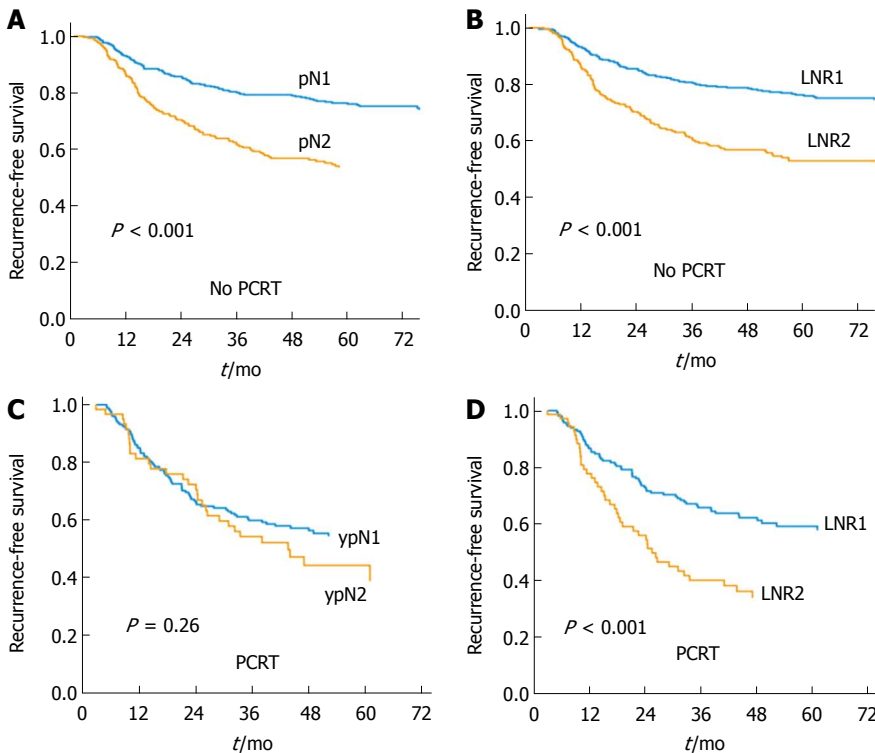 A
Recurrence-free survival
1.0
0.8
0.6
0.4
0.2
0.0
pN1
pN2
P < 0.001
No PCRT
0 12 24 36 48 60 72
t/mo
B
Recurrence-free survival
1.0
0.8
0.6
0.4
0.2
0.0
LNR1
LNR2
P < 0.001
No PCRT
0 12 24 36 48 60 72
t/mo
C
Recurrence-free survival
1.0
0.8
0.6
0.4
0.2
0.0
ypN1
ypN2
P = 0.26
PCRT
0 12 24 36 48 60 72
t/mo
D
Recurrence-free survival
1.0
0.8
0.6
0.4
0.2
0.0
LNR1
LNR2
P < 0.001
PCRT
0 12 24 36 48 60 72
t/mo